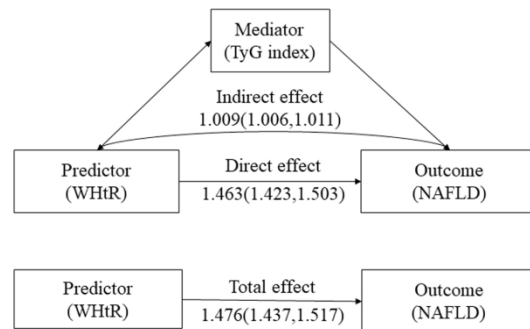 Mediator
(TyG index)
Indirect effect
1.009(1.006,1.011)
Predictor
(WHtR)
Direct effect
1.463(1.423,1.503)
Outcome
(NAFLD)
Predictor
(WHtR)
Total effect
1.476(1.437,1.517)
Outcome
(NAFLD)